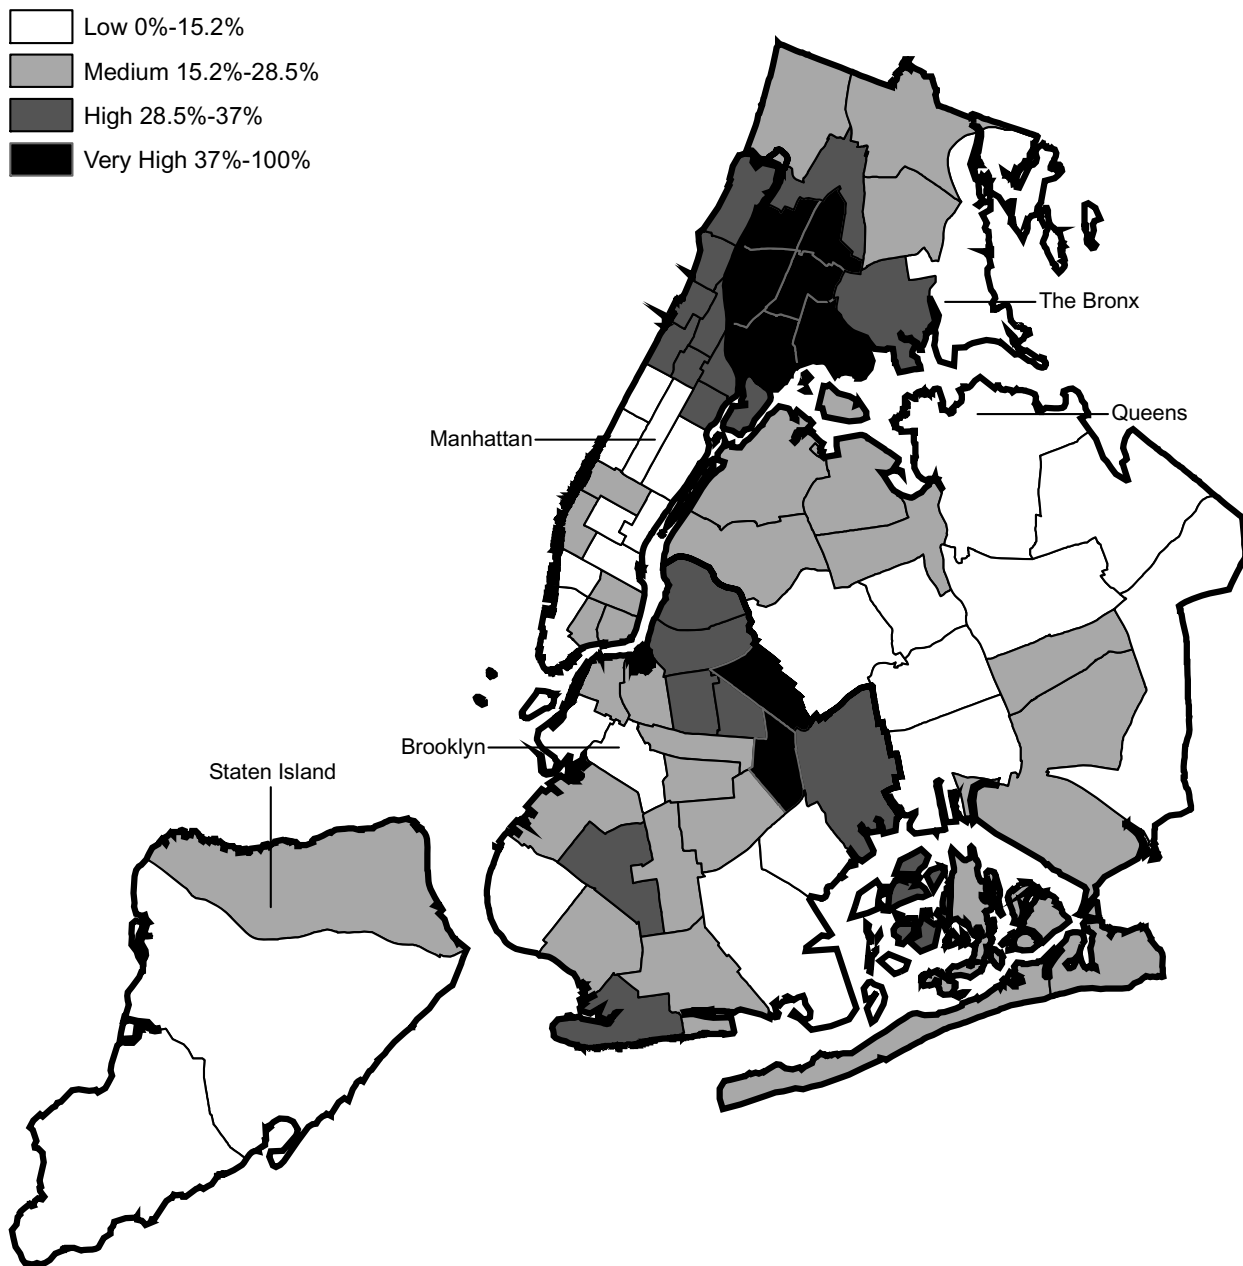 Low 0%-15.2%
Medium 15.2%-28.5%
High 28.5%-37%
Very High 37%-100%
The Bronx
Queens
Manhattan
Brooklyn
Staten Island